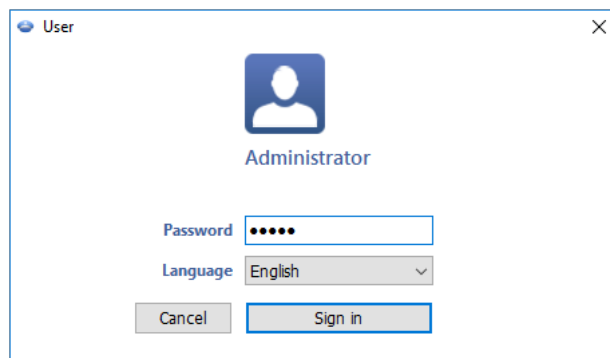 User
Administrator
Password •••••
Language English
Cancel Sign in